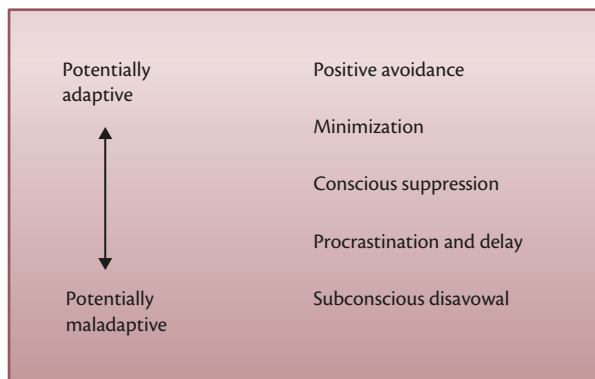 Potentially
adaptive
Positive avoidance
Minimization
Conscious suppression
Procrastination and delay
Potentially
maladaptive
Subconscious disavowal